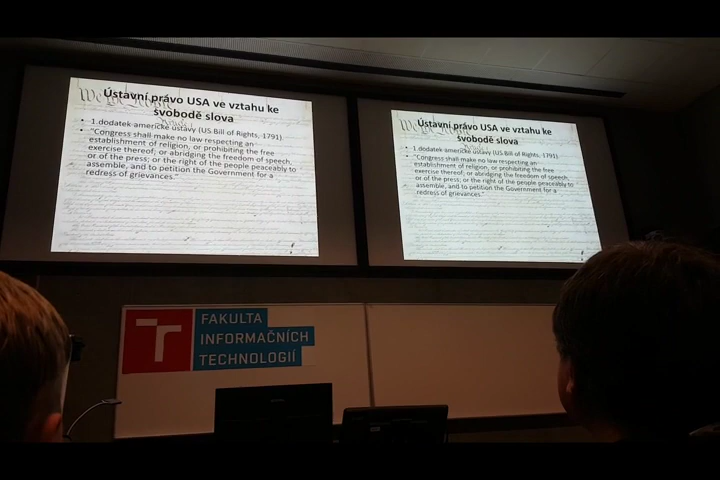 We the People
Ústavní právo USA ve vztahu ke
svobodě slova
• 1.dodatek americké ústavy (US Bill of Rights, 1791).
• "Congress shall make no law respecting an
establishment of religion, or prohibiting the free
exercise thereof; or abridging the freedom of speech,
or of the press; or the right of the people peaceably to
assemble, and to petition the Government for a
redress of grievances."
We the People
Ústavní právo USA ve vztahu ke
svobodě slova
• 1.dodatek americké ústavy (US Bill of Rights, 1791).
• "Congress shall make no law respecting an
establishment of religion, or prohibiting the free
exercise thereof; or abridging the freedom of speech,
or of the press; or the right of the people peaceably to
assemble, and to petition the Government for a
redress of grievances."
T
FAKULTA
INFORMAČNÍCH
TECHNOLOGIÍ